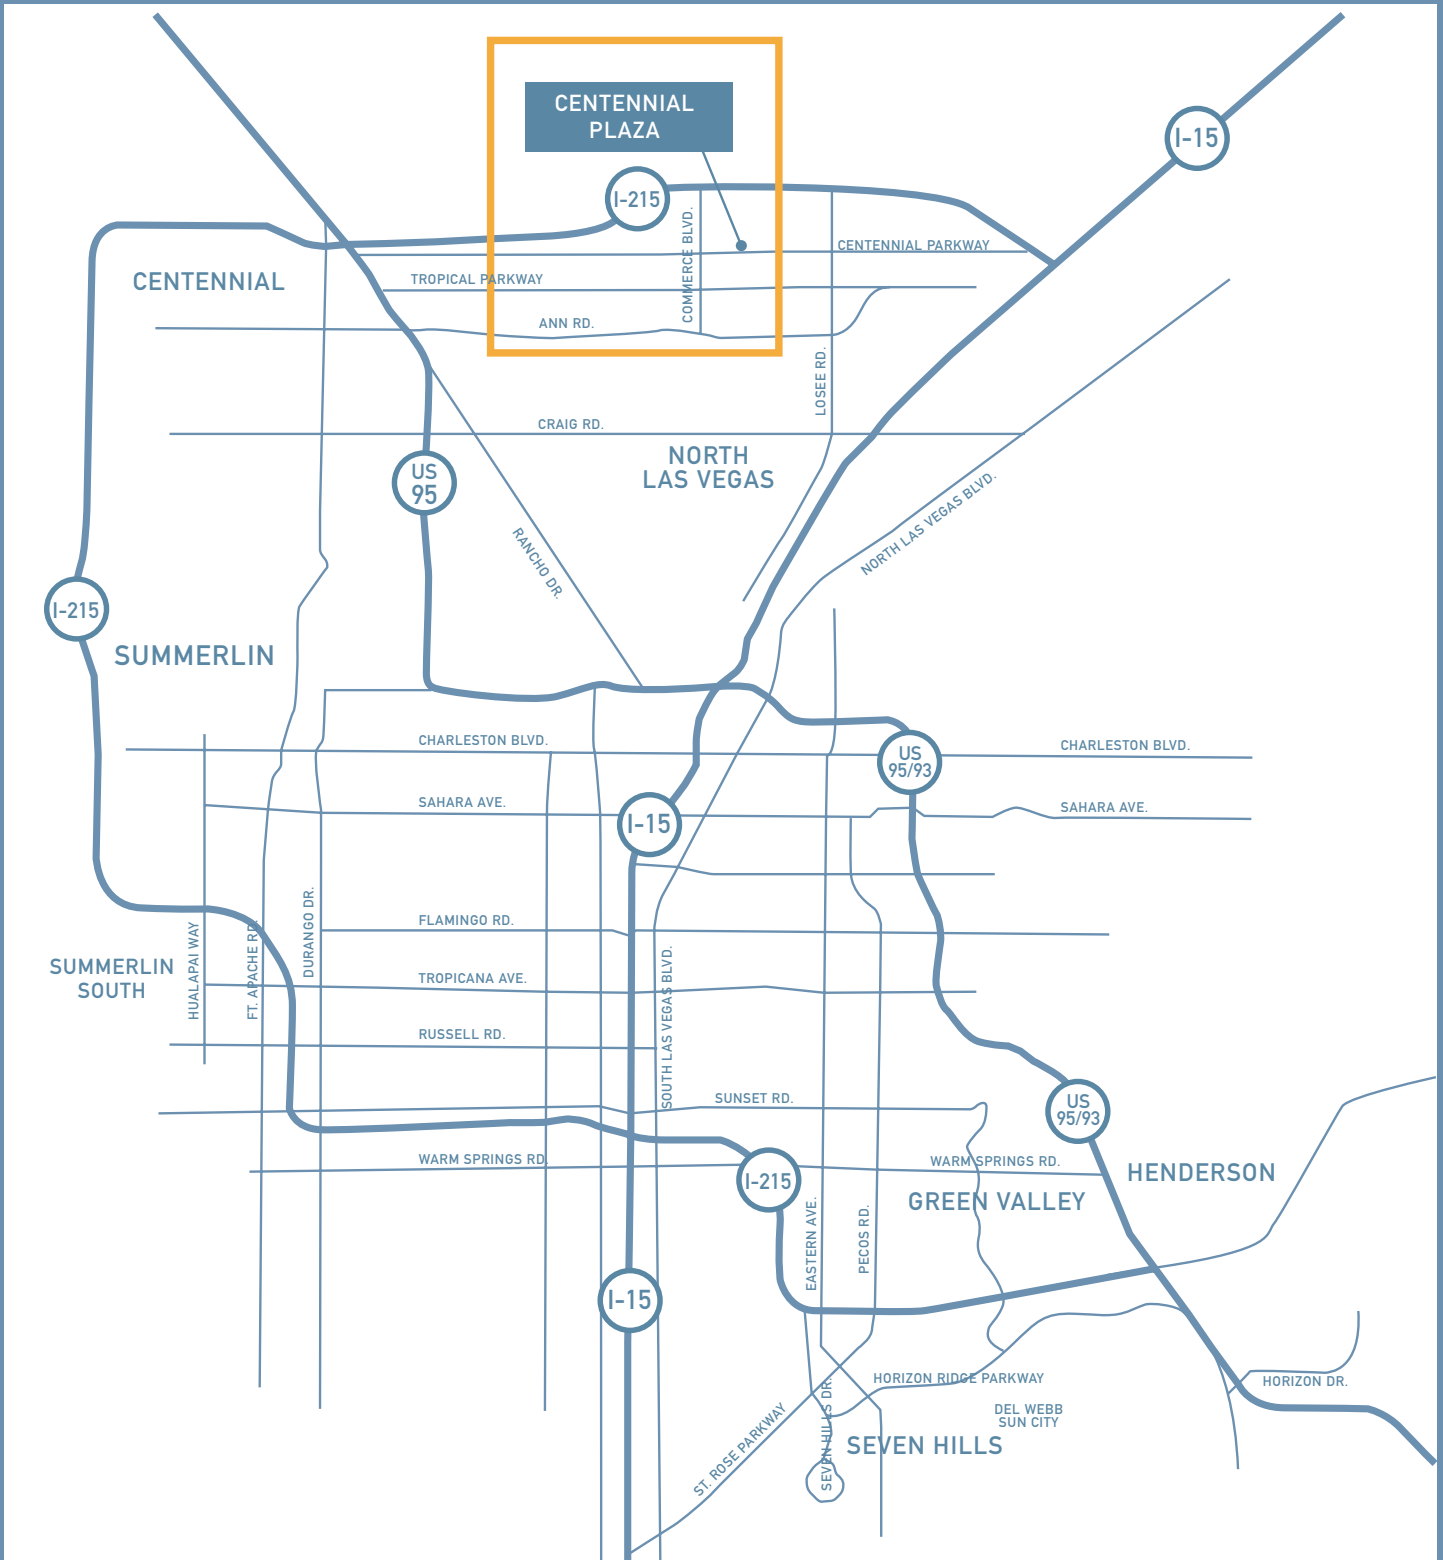 CENTENNIAL
PLAZA
I-15
I-215
COMMERCE BLVD.
CENTENNIAL PARKWAY
CENTENNIAL
TROPICAL PARKWAY
ANN RD.
LOSEE RD.
CRAIG RD.
NORTH
LAS VEGAS
US
95
RANCHO DR.
NORTH LAS VEGAS BLVD.
I-215
SUMMERLIN
CHARLESTON BLVD.
CHARLESTON BLVD.
US
95/93
SAHARA AVE.
SAHARA AVE.
I-15
HUALAPAI WAY
FT. APACHE RD.
DURANGO DR.
FLAMINGO RD.
SUMMERLIN
SOUTH
TROPICANA AVE.
SOUTH LAS VEGAS BLVD.
RUSSELL RD.
SUNSET RD.
US
95/93
WARM SPRINGS RD.
WARM SPRINGS RD.
I-215
HENDERSON
GREEN VALLEY
EASTERN AVE.
PECOS RD.
I-15
HORIZON RIDGE PARKWAY
HORIZON DR.
DEL WEBB
SUN CITY
SEVEN HILLS DR.
SEVEN HILLS
ST. ROSE PARKWAY